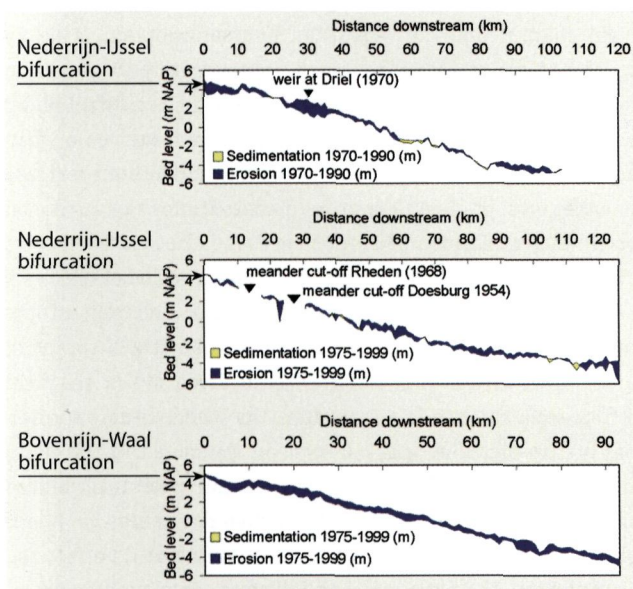 Distance downstream (km)
Nederrijn-IJssel
bifurcation
0 10 20 30 40 50 60 70 80 90 100 110 120
6
4
2
0
-2
-4
-6
Bed level (m NAP)
weir at Driel (1970)
Sedimentation 1970-1990 (m)
Erosion 1970-1990 (m)
Distance downstream (km)
Nederrijn-IJssel
bifurcation
0 10 20 30 40 50 60 70 80 90 100 110 120
6
4
2
0
-2
-4
-6
Bed level (m NAP)
meander cut-off Rheden (1968)
meander cut-off Doesburg 1954)
Sedimentation 1975-1999 (m)
Erosion 1975-1999 (m)
Distance downstream (km)
Bovenrijn-Waal
bifurcation
0 10 20 30 40 50 60 70 80 90
6
4
2
0
-2
-4
-6
Bed level (m NAP)
Sedimentation 1975-1999 (m)
Erosion 1975-1999 (m)